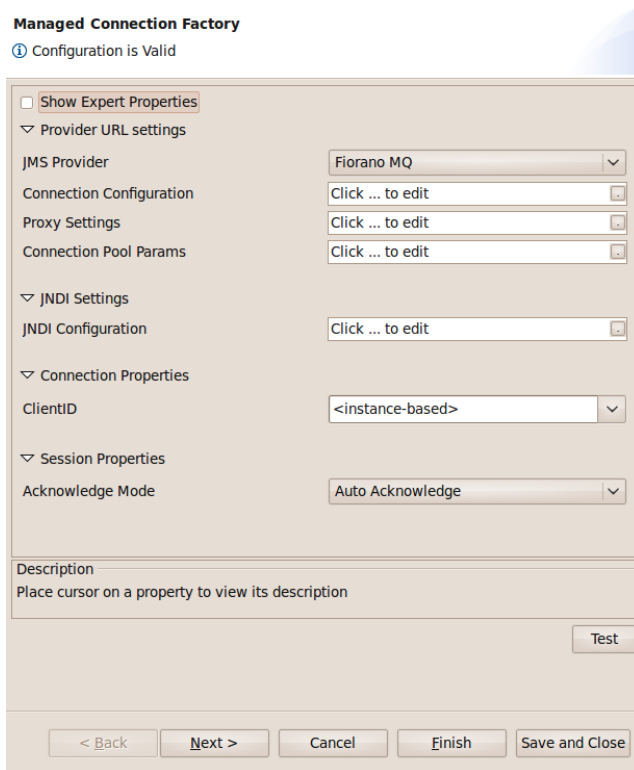 Managed Connection Factory
Configuration is Valid
Show Expert Properties
Provider URL settings
JMS Provider Fiorano MQ
Connection Configuration Click ... to edit
Proxy Settings Click ... to edit
Connection Pool Params Click ... to edit
JNDI Settings
JNDI Configuration Click ... to edit
Connection Properties
ClientID <instance-based>
Session Properties
Acknowledge Mode Auto Acknowledge
Description
Place cursor on a property to view its description
Test
< Back Next > Cancel Finish Save and Close